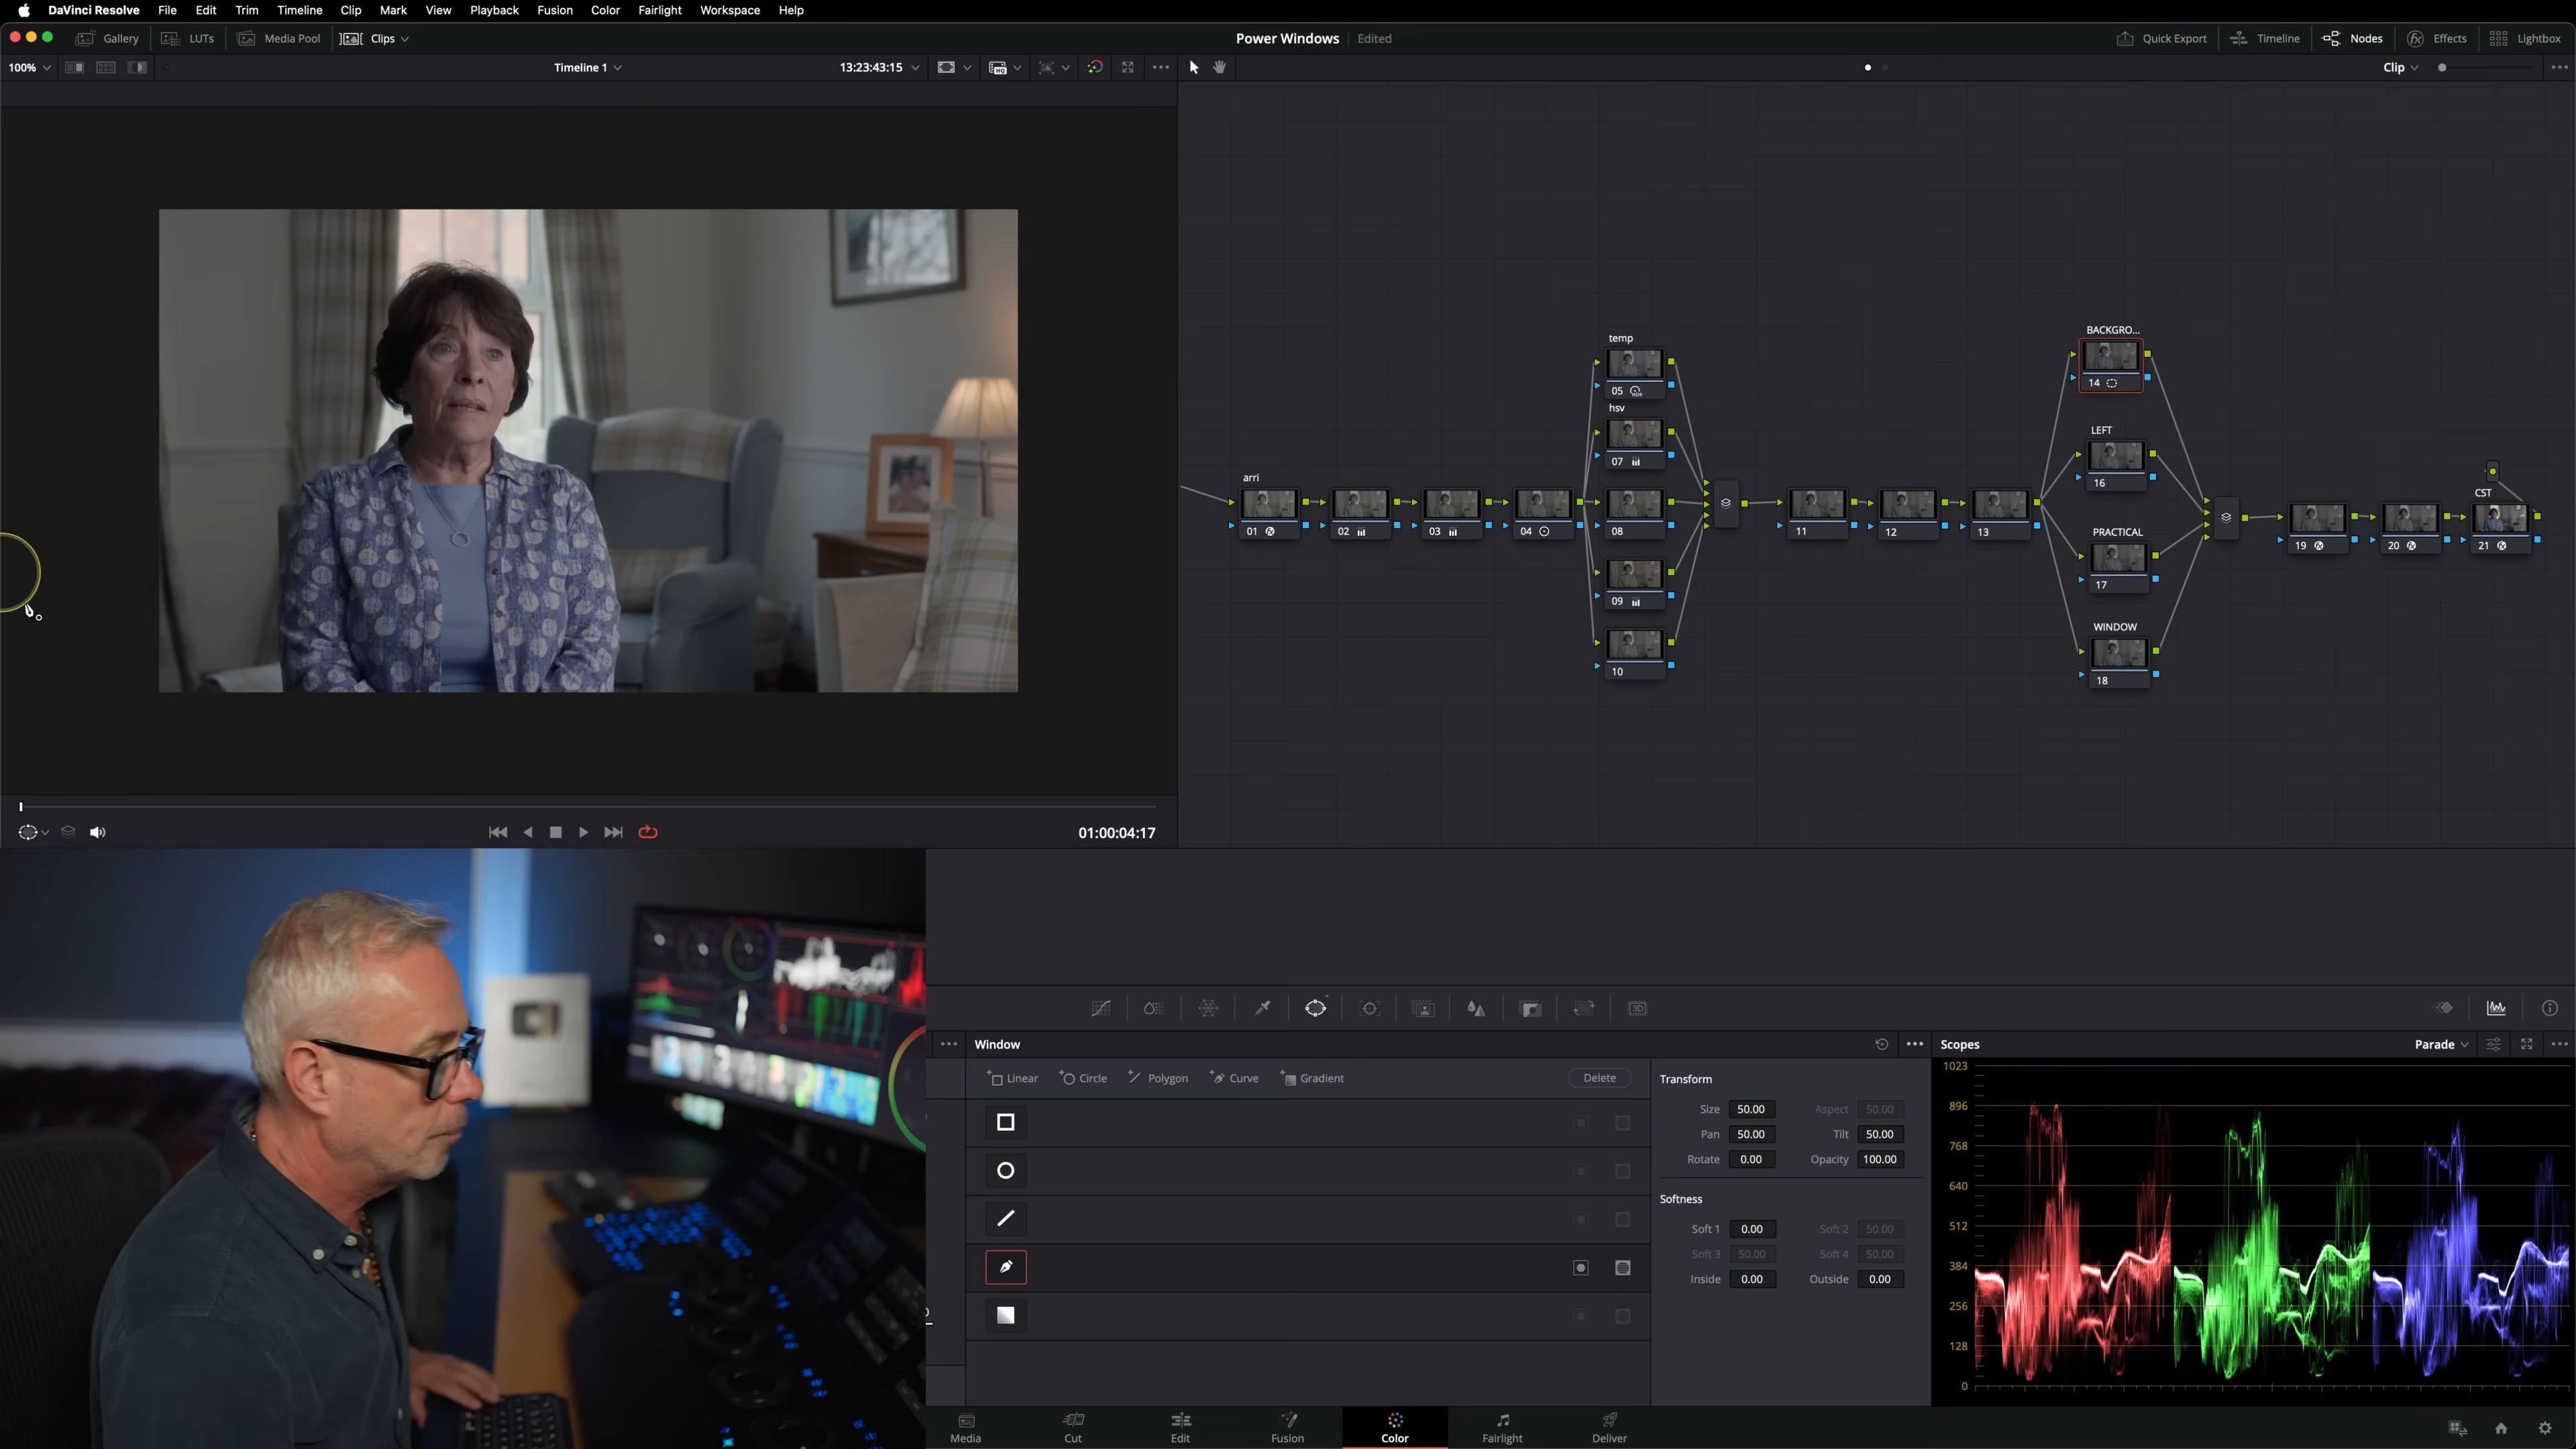 DaVinci Resolve File Edit Trim Timeline Clip Mark View Playback Fusion Color Fairlight Workspace Help
Gallery LUTs Media Pool Clips Power Windows Edited Quick Export Timeline Nodes Effects Lightbox
100% Timeline 1 13:23:43:15 HQ Clip
BACKGRO...
temp
14
05 HDR
hsv
LEFT
07
arri
16
CST
01 02 03 04 08 11 12 13
PRACTICAL
19 20 21
17
09
WINDOW
10
18
01:00:04:17
3D
Window
Scopes Parade
Linear Circle Polygon Curve Gradient Delete
Transform
Size 50.00 Aspect 50.00
Pan 50.00 Tilt 50.00
Rotate 0.00 Opacity 100.00
Softness
Soft 1 0.00 Soft 2 50.00
Soft 3 50.00 Soft 4 50.00
Inside 0.00 Outside 0.00
1023
896
768
640
512
384
256
128
0
Media Cut Edit Fusion Color Fairlight Deliver